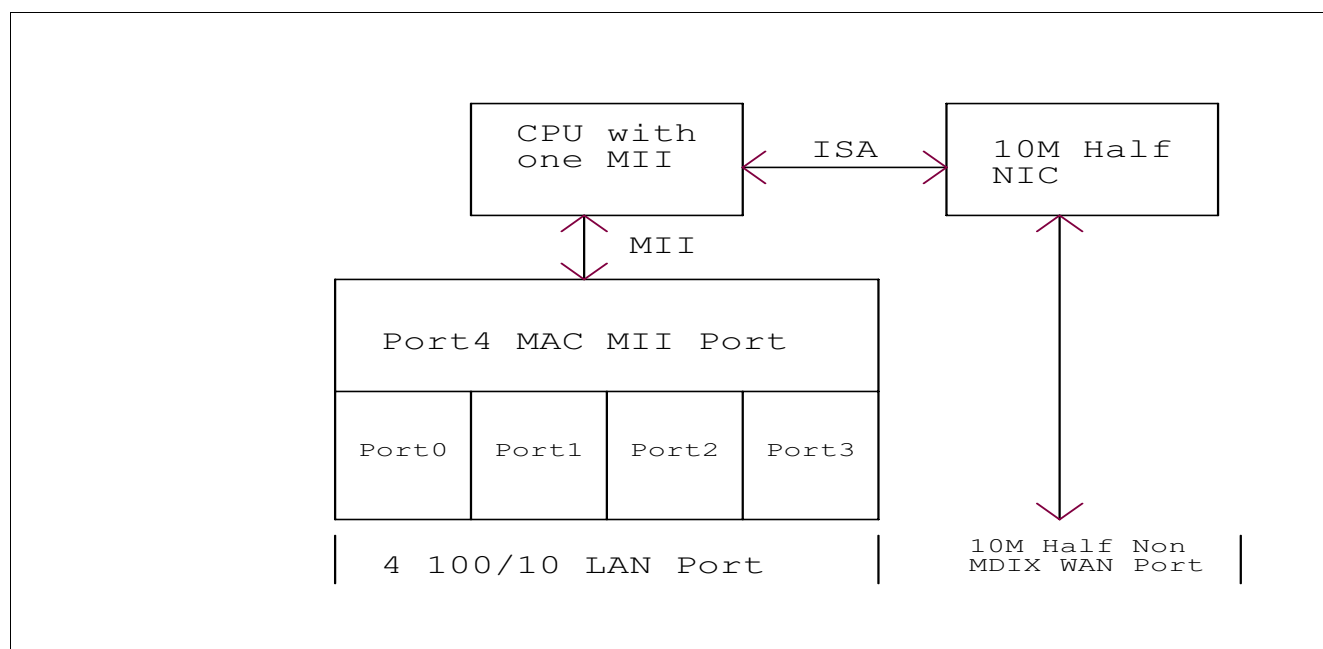 CPU with
one MII
ISA
10M Half
NIC
MII
Port4 MAC MII Port
Port0
Port1
Port2
Port3
4 100/10 LAN Port
10M Half Non
MDIX WAN Port